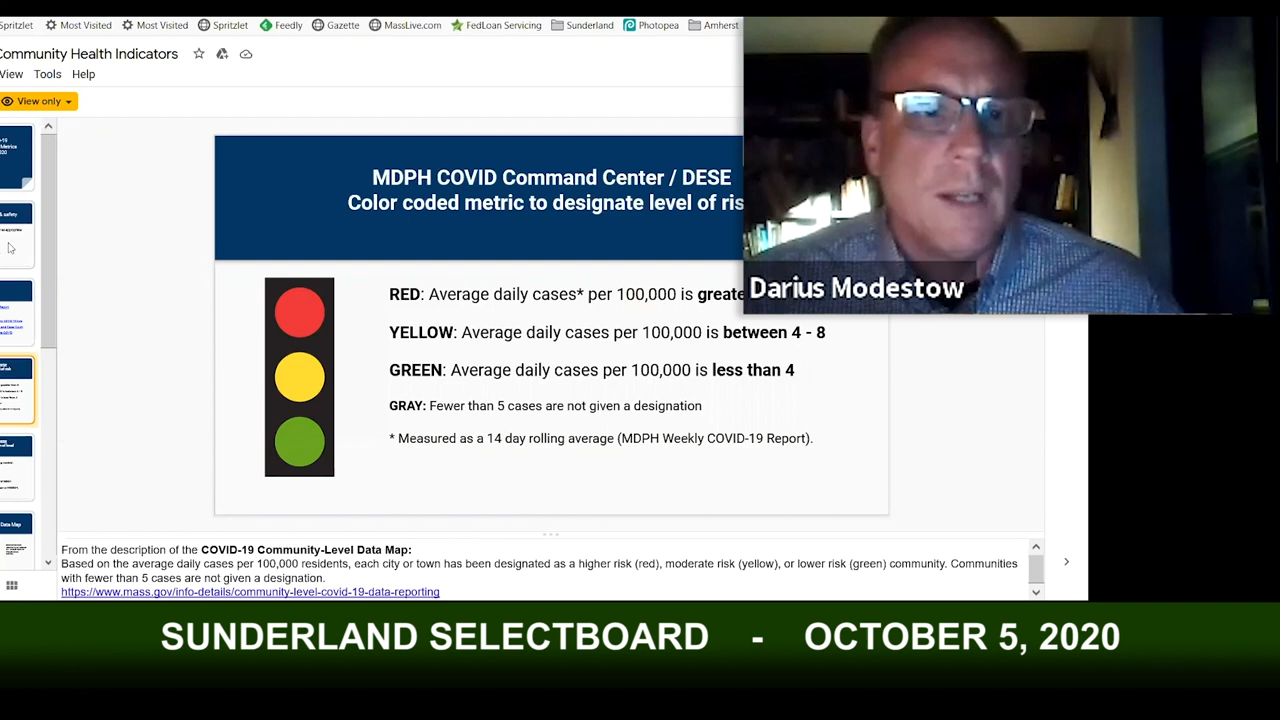 Spritzlet Most Visited Most Visited Spritzlet Feedly Gazette MassLive.com FedLoan Servicing Sunderland Photopea Amherst
Community Health Indicators
View Tools Help
View only
MDPH COVID Command Center / DESE
Color coded metric to designate level of ris
RED: Average daily cases* per 100,000 is greate
YELLOW: Average daily cases per 100,000 is between 4 - 8
GREEN: Average daily cases per 100,000 is less than 4
GRAY: Fewer than 5 cases are not given a designation
* Measured as a 14 day rolling average (MDPH Weekly COVID-19 Report).
Darius Modestow
From the description of the COVID-19 Community-Level Data Map:
Based on the average daily cases per 100,000 residents, each city or town has been designated as a higher risk (red), moderate risk (yellow), or lower risk (green) community. Communities
with fewer than 5 cases are not given a designation.
https://www.mass.gov/info-details/community-level-covid-19-data-reporting
SUNDERLAND SELECTBOARD - OCTOBER 5, 2020